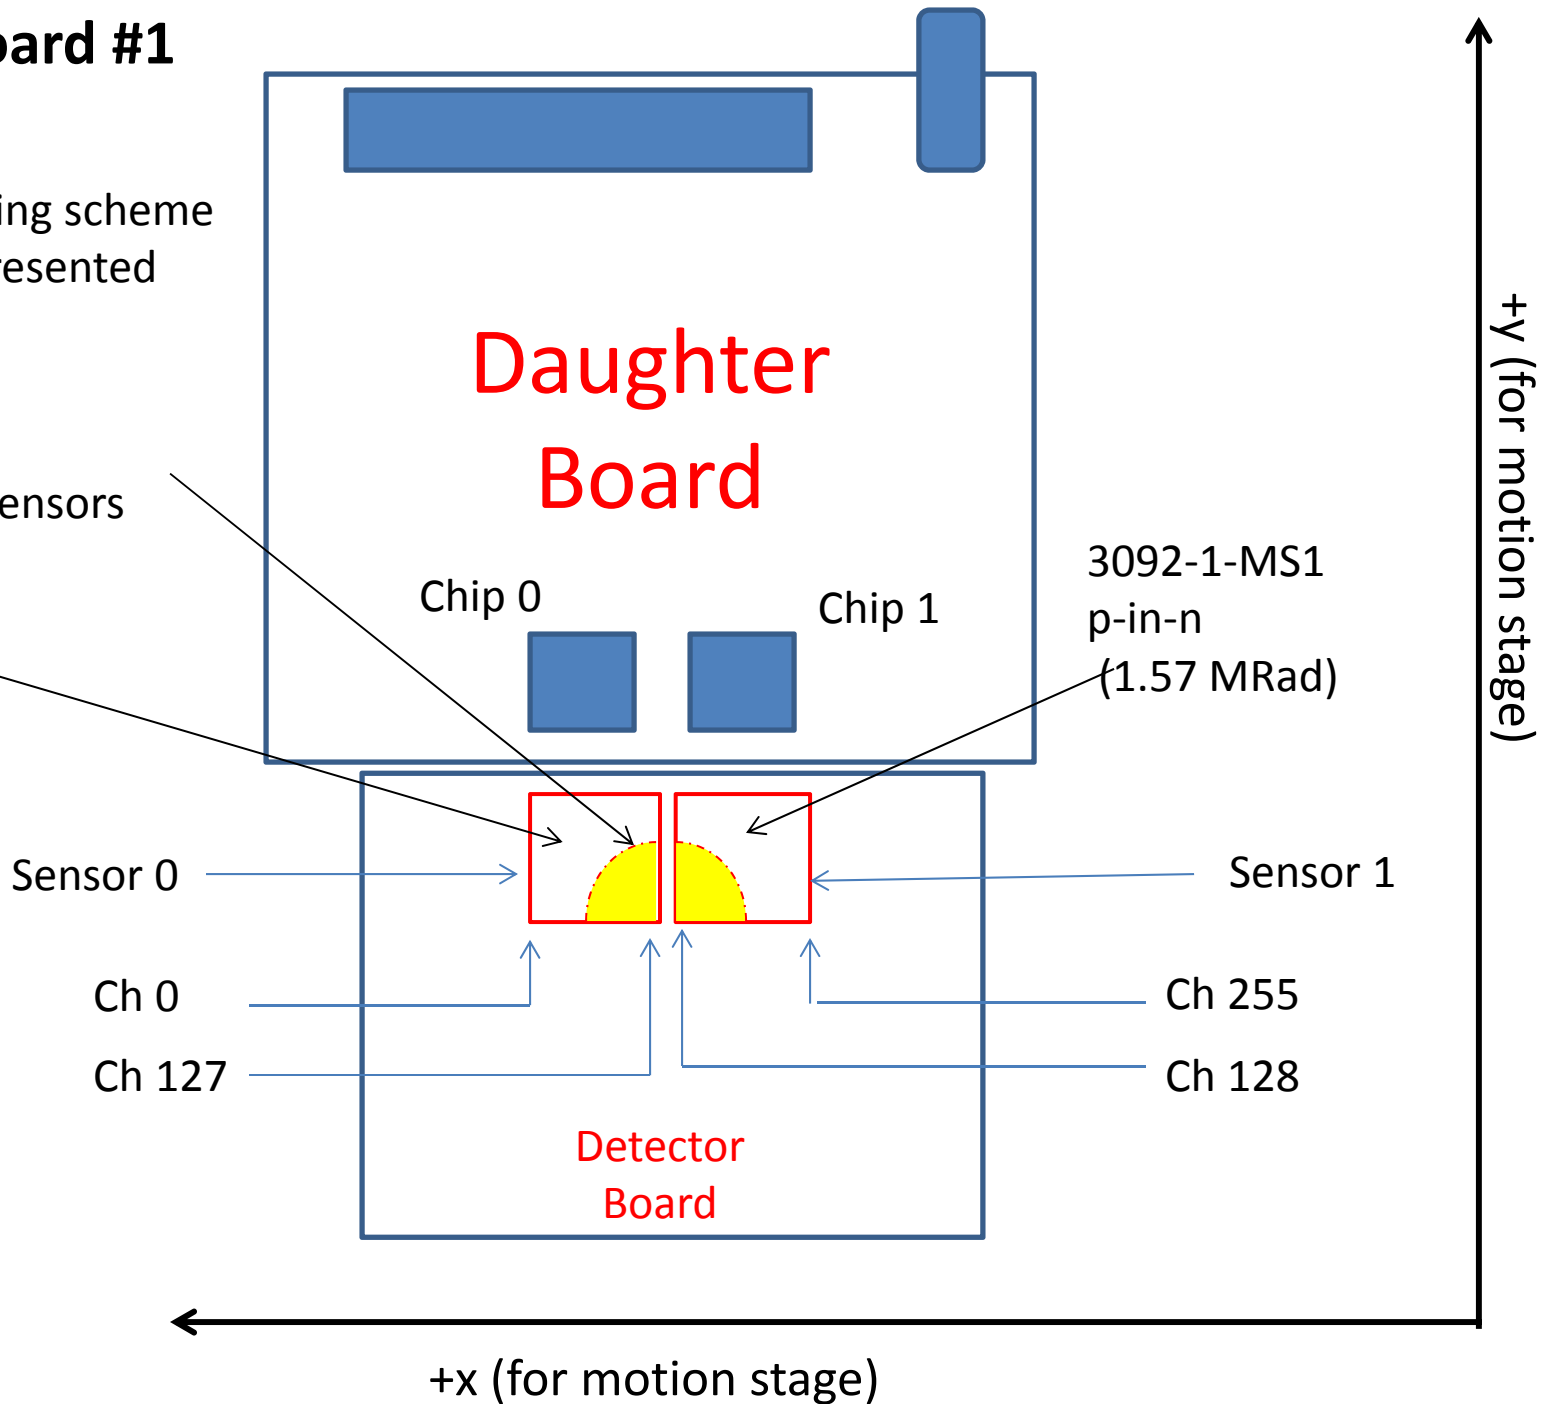 oard #1
ing scheme
resented
Daughter
Board
ensors
Chip 0
Chip 1
3092-1-MS1
p-in-n
(1.57 MRad)
+y (for motion stage)
Sensor 0
Sensor 1
Ch 0
Ch 255
Ch 127
Ch 128
Detector
Board
+x (for motion stage)